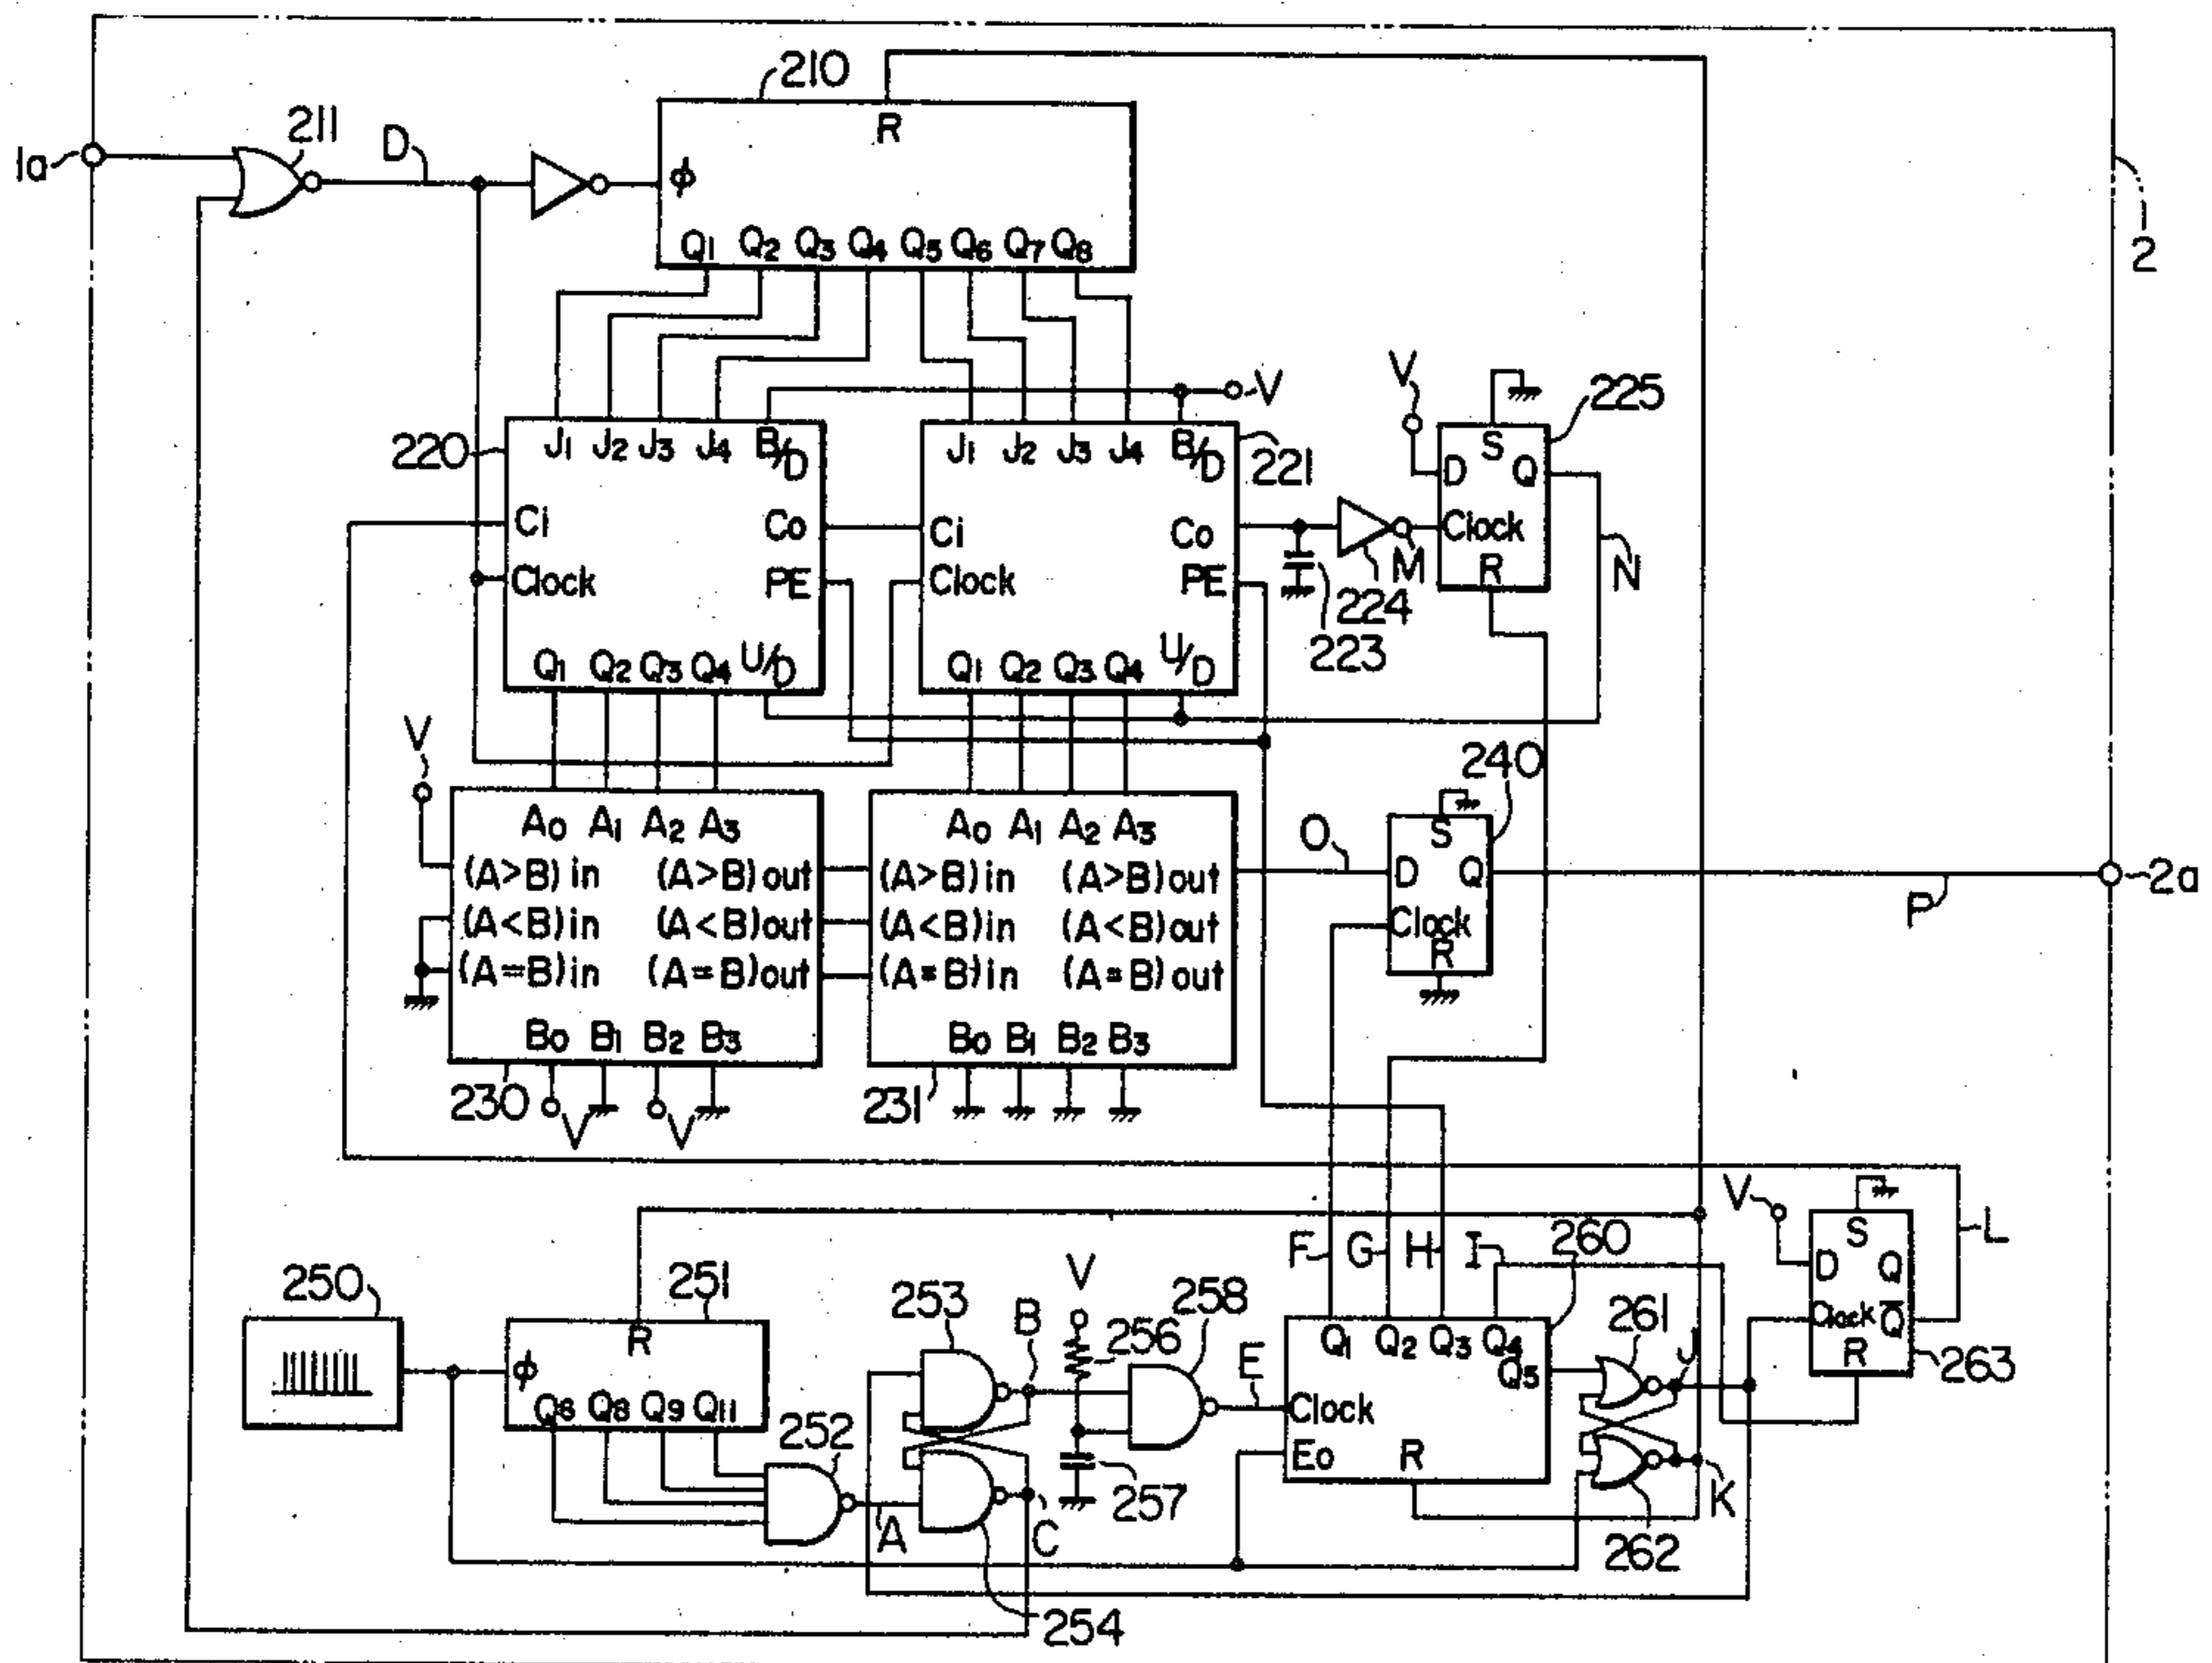 210
R
211
D
1a
φ
2
Q1 Q2 Q3 Q4 Q5 Q6 Q7 Q8
V
V
225
220
J1 J2 J3 J4 B/D
J1 J2 J3 J4 B/D
221
S
D Q
Ci Co
Ci Co
Clock
M
N
Clock PE
Clock PE
R
224
223
Q1 Q2 Q3 Q4 U/D
Q1 Q2 Q3 Q4 U/D
V
240
A0 A1 A2 A3
A0 A1 A2 A3
O
S
(A>B)in (A>B)out
(A>B)in (A>B)out
D Q
2a
P
(A<B)in (A<B)out
(A<B)in (A<B)out
Clock
(A=B)in (A=B)out
(A=B)in (A=B)out
R
B0 B1 B2 B3
B0 B1 B2 B3
230
V
V
231
V
S
L
F G H I
260
250
251
253
B
V
258
256
261
D Q
R
Q1 Q2 Q3 Q4
J
Clock Q̅
φ
E
Q5
R
263
Q6 Q8 Q9 Q11
Clock
252
Eo R
257
K
A
C
262
254